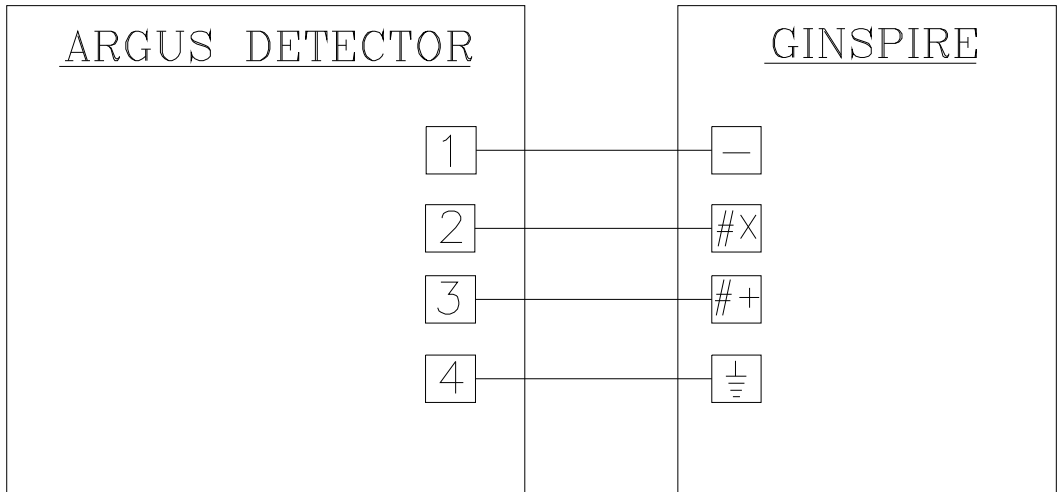 ARGUS DETECTOR
GINSPIRE
1 —
2 #X
3 #+
4 ⏚